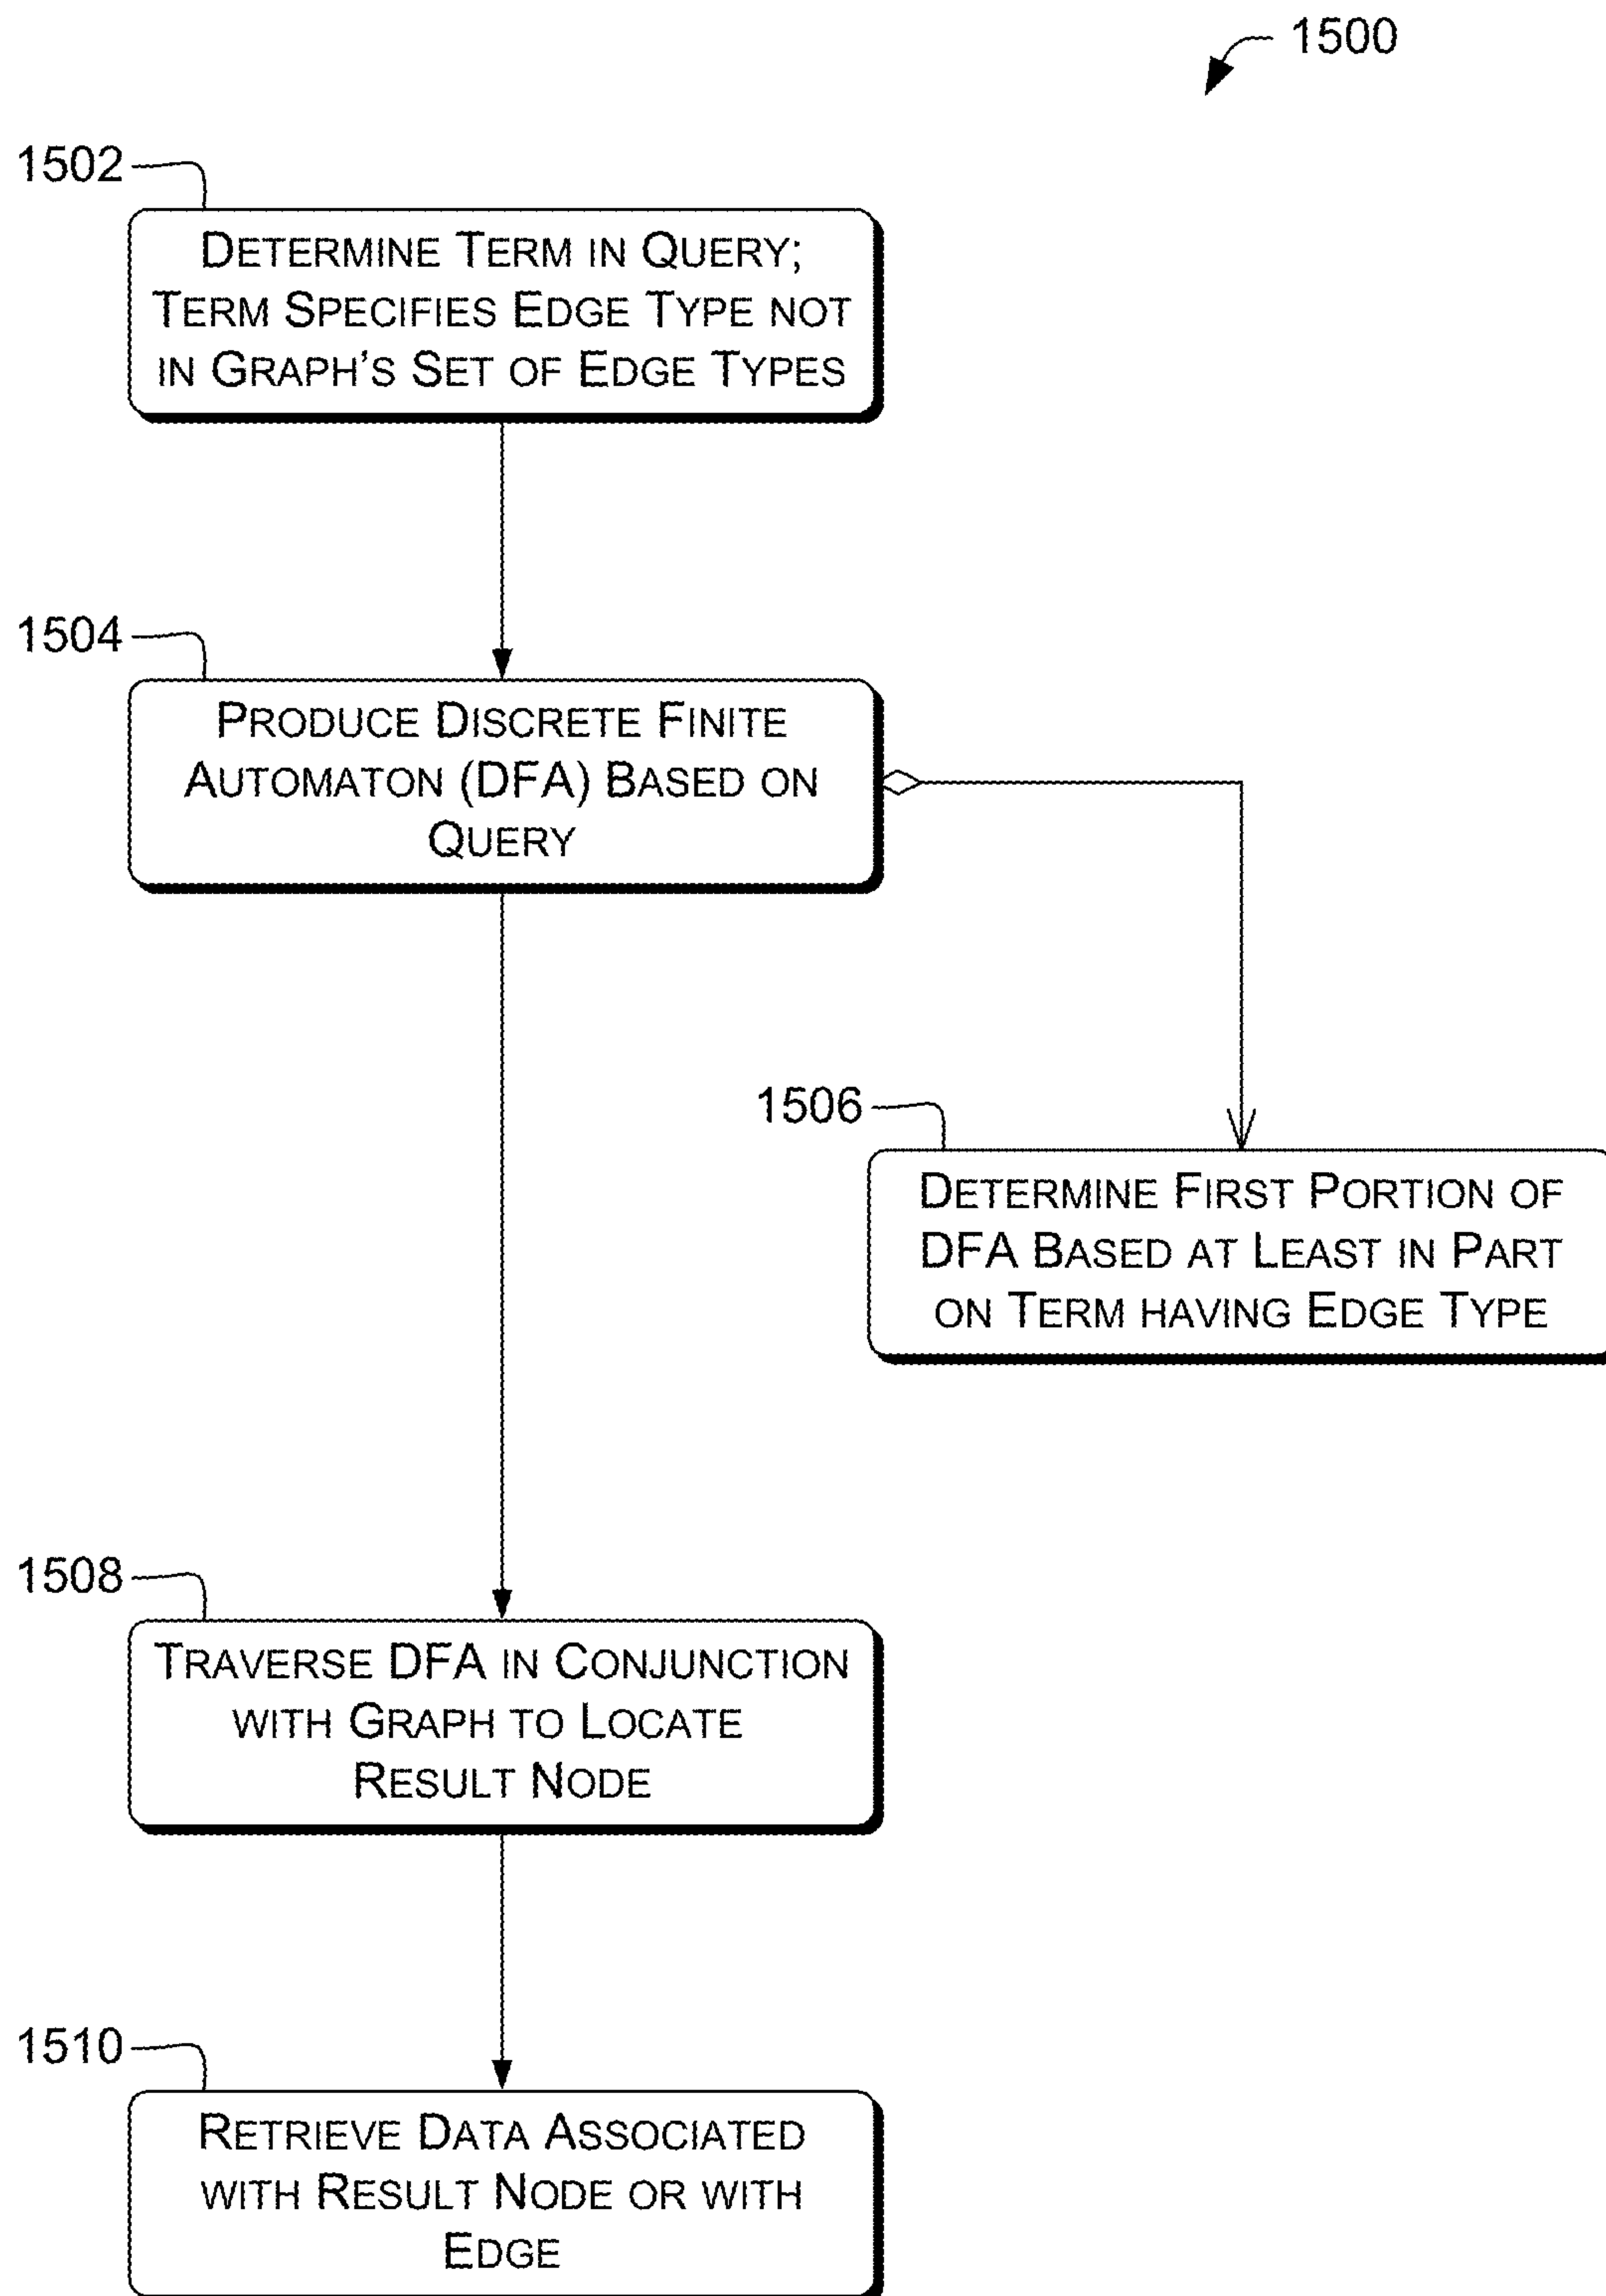 1500
1502
DETERMINE TERM IN QUERY;
TERM SPECIFIES EDGE TYPE NOT
IN GRAPH'S SET OF EDGE TYPES
1504
PRODUCE DISCRETE FINITE
AUTOMATON (DFA) BASED ON
QUERY
1506
DETERMINE FIRST PORTION OF
DFA BASED AT LEAST IN PART
ON TERM HAVING EDGE TYPE
1508
TRAVERSE DFA IN CONJUNCTION
WITH GRAPH TO LOCATE
RESULT NODE
1510
RETRIEVE DATA ASSOCIATED
WITH RESULT NODE OR WITH
EDGE